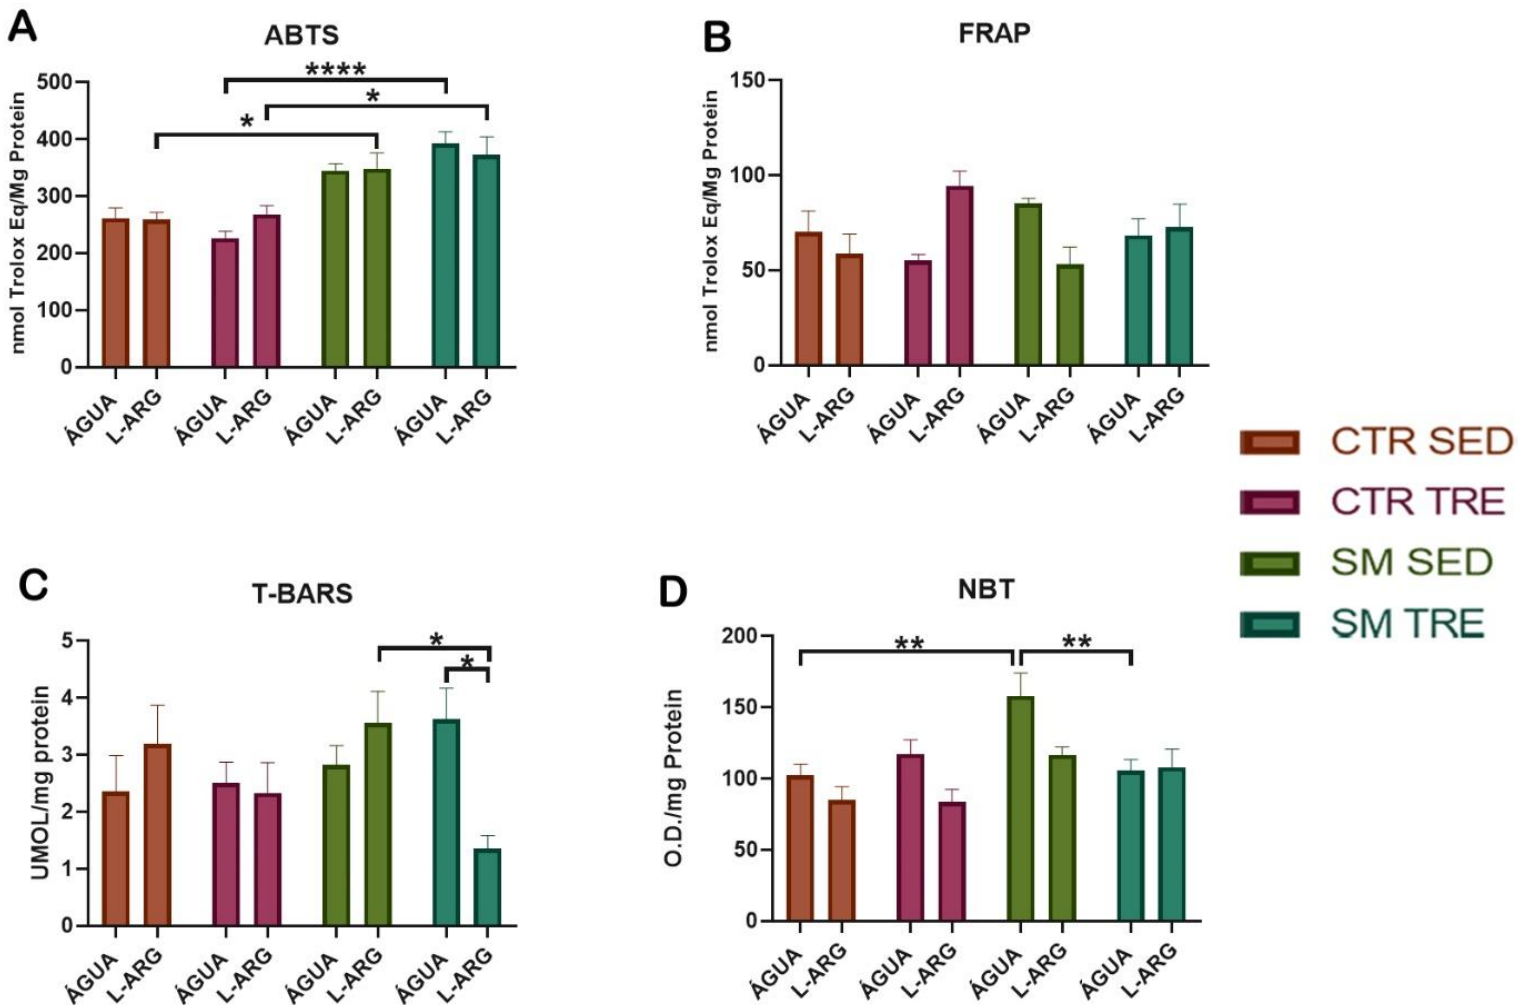 A
ABTS
nmol Trolox Eq/Mg Protein
500
400
300
200
100
0
****
*
*
ÁGUA
L-ARG
ÁGUA
L-ARG
ÁGUA
L-ARG
ÁGUA
L-ARG
B
FRAP
nmol Trolox Eq/Mg Protein
150
100
50
0
ÁGUA
L-ARG
ÁGUA
L-ARG
ÁGUA
L-ARG
ÁGUA
L-ARG
CTR SED
CTR TRE
SM SED
SM TRE
C
T-BARS
UMOL/mg protein
5
4
3
2
1
0
*
*
ÁGUA
L-ARG
ÁGUA
L-ARG
ÁGUA
L-ARG
ÁGUA
L-ARG
D
NBT
O.D./mg Protein
200
150
100
50
0
**
**
ÁGUA
L-ARG
ÁGUA
L-ARG
ÁGUA
L-ARG
ÁGUA
L-ARG